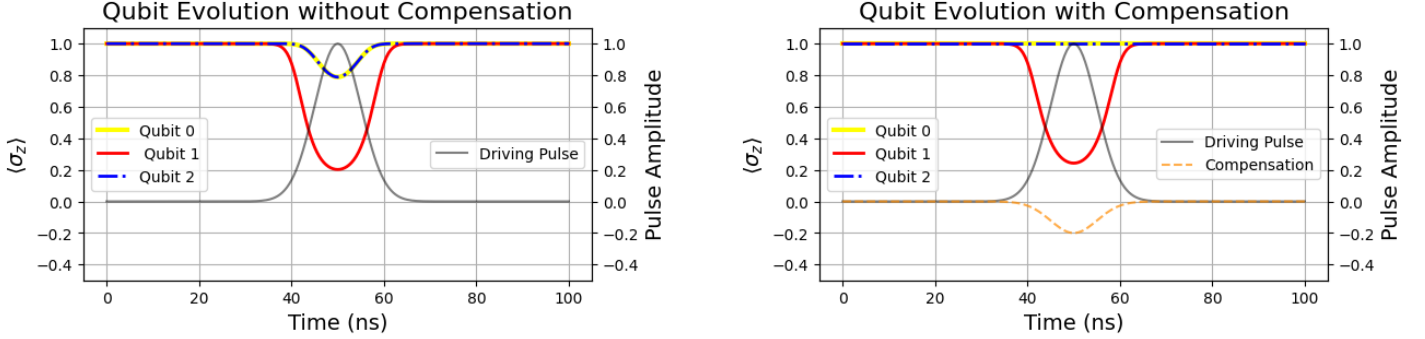 Qubit Evolution without Compensation
1.0
0.8
0.6
0.4
0.2
0.0
−0.2
−0.4
⟨σz⟩
Qubit 0
Qubit 1
Qubit 2
Driving Pulse
1.0
0.8
0.6
0.4
0.2
0.0
−0.2
−0.4
Pulse Amplitude
0 20 40 60 80 100
Time (ns)
Qubit Evolution with Compensation
1.0
0.8
0.6
0.4
0.2
0.0
−0.2
−0.4
⟨σz⟩
Qubit 0
Qubit 1
Qubit 2
Driving Pulse
Compensation
1.0
0.8
0.6
0.4
0.2
0.0
−0.2
−0.4
Pulse Amplitude
0 20 40 60 80 100
Time (ns)